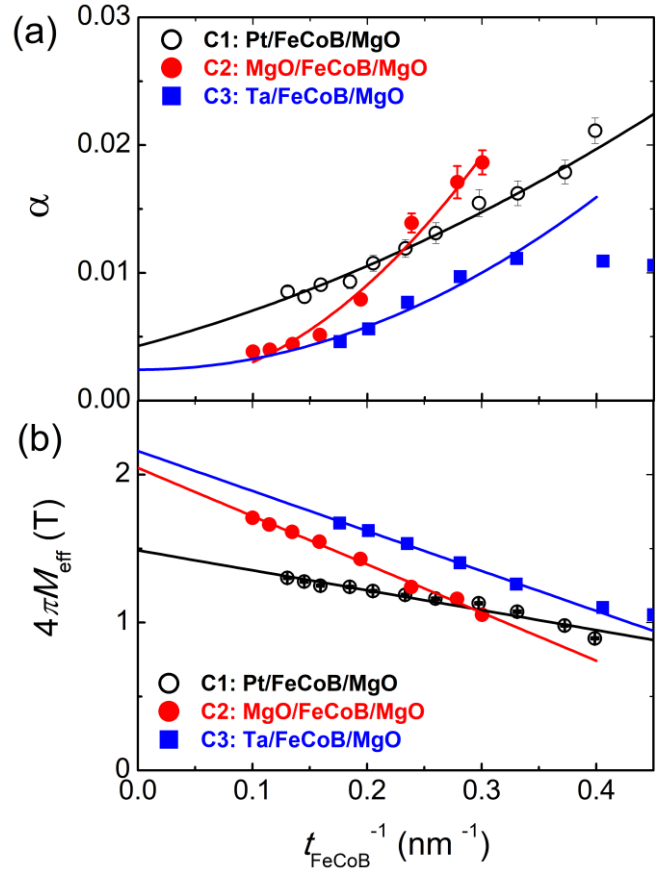 (a)
0.03
C1: Pt/FeCoB/MgO
C2: MgO/FeCoB/MgO
C3: Ta/FeCoB/MgO
0.02
α
0.01
0.00
(b)
2
4πMeff (T)
1
C1: Pt/FeCoB/MgO
C2: MgO/FeCoB/MgO
C3: Ta/FeCoB/MgO
0
0.0 0.1 0.2 0.3 0.4
tFeCoB⁻¹ (nm⁻¹)